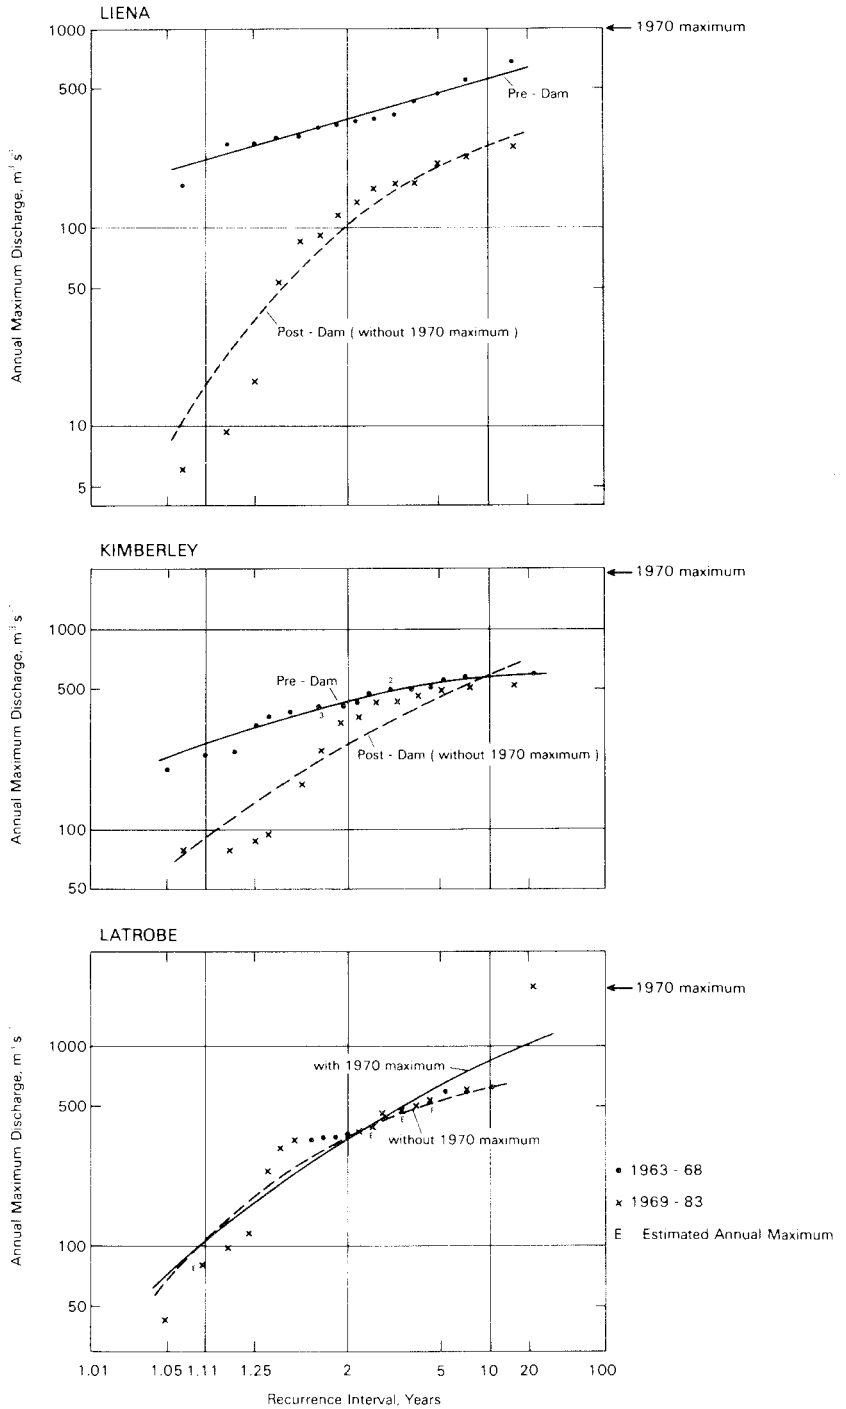 LIENA
1000
1970 maximum
500
Pre - Dam
100
50
Post - Dam ( without 1970 maximum )
10
5
Annual Maximum Discharge, m³ s⁻
KIMBERLEY
1970 maximum
1000
Pre - Dam
2
500
3
Post - Dam ( without 1970 maximum )
100
50
Annual Maximum Discharge, m³ s⁻
LATROBE
1970 maximum
1000
with 1970 maximum
500
E
E
E
without 1970 maximum
1963 - 68
1969 - 83
E Estimated Annual Maximum
100
E
50
Annual Maximum Discharge, m³ s⁻
1.01 1.05 1.11 1.25 2 5 10 20 100
Recurrence Interval, Years